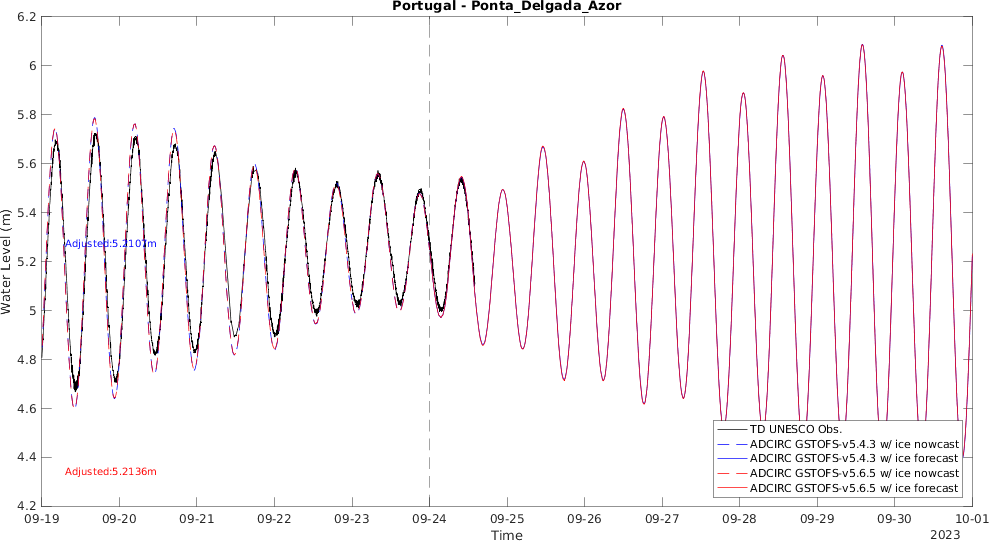 Portugal - Ponta_Delgada_Azor
6.2
6
5.8
5.6
5.4
5.2
5
4.8
4.6
4.4
4.2
Water Level (m)
Adjusted:5.2107m
Adjusted:5.2136m
TD UNESCO Obs.
ADCIRC GSTOFS-v5.4.3 w/ ice nowcast
ADCIRC GSTOFS-v5.4.3 w/ ice forecast
ADCIRC GSTOFS-v5.6.5 w/ ice nowcast
ADCIRC GSTOFS-v5.6.5 w/ ice forecast
09-19 09-20 09-21 09-22 09-23 09-24 09-25 09-26 09-27 09-28 09-29 09-30 10-01
Time
2023